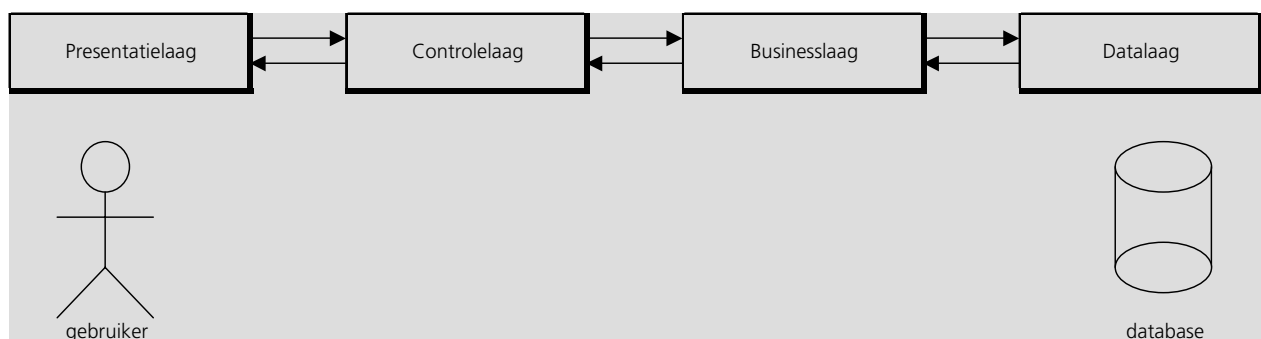 Presentatielaag
Controlelaag
Businesslaag
Datalaag
gebruiker
database